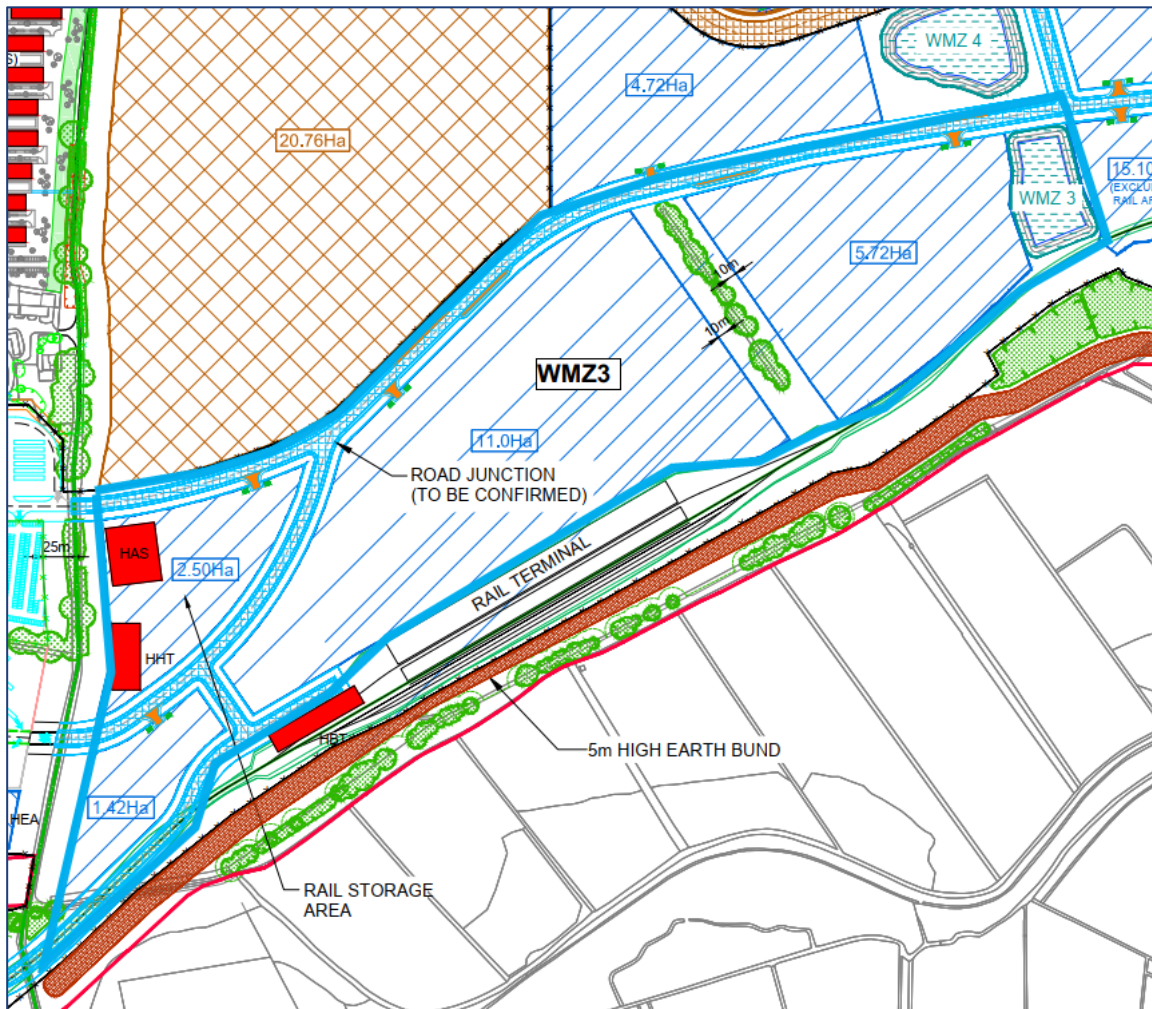 S)
WMZ 4
4.72Ha
20.76Ha
15.10
(EXCLU
RAIL AR
WMZ 3
5.72Ha
10m
10m
WMZ3
11.0Ha
ROAD JUNCTION
(TO BE CONFIRMED)
HAS
25m
2.50Ha
RAIL TERMINAL
HHT
HBT
5m HIGH EARTH BUND
1.42Ha
HEA
RAIL STORAGE
AREA